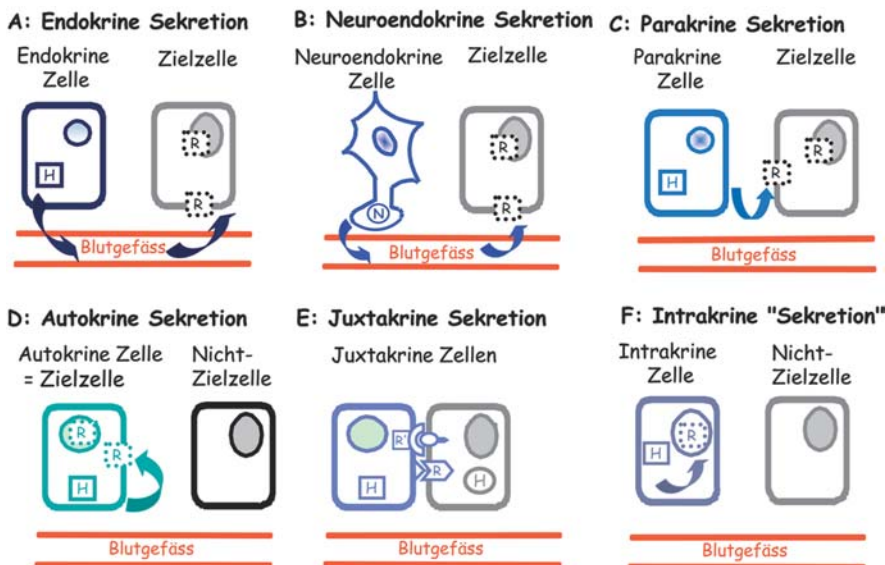 A: Endokrine Sekretion
Endokrine
Zelle
Zielzelle
H
R
R
Blutgefäss
B: Neuroendokrine Sekretion
Neuroendokrine
Zelle
Zielzelle
N
R
R
Blutgefäss
C: Parakrine Sekretion
Parakrine
Zelle
Zielzelle
H
R
R
Blutgefäss
D: Autokrine Sekretion
Autokrine Zelle
= Zielzelle
Nicht-
Zielzelle
R
R
H
Blutgefäss
E: Juxtakrine Sekretion
Juxtakrine Zellen
R'
R
H
H
Blutgefäss
F: Intrakrine "Sekretion"
Intrakrine
Zelle
Nicht-
Zielzelle
R
H
Blutgefäss